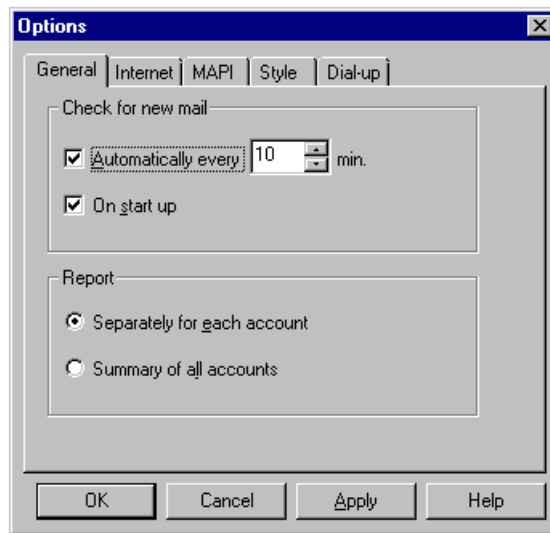 Options
General Internet MAPI Style Dial-up
Check for new mail
Automatically every 10 min.
On start up
Report
Separately for each account
Summary of all accounts
OK Cancel Apply Help